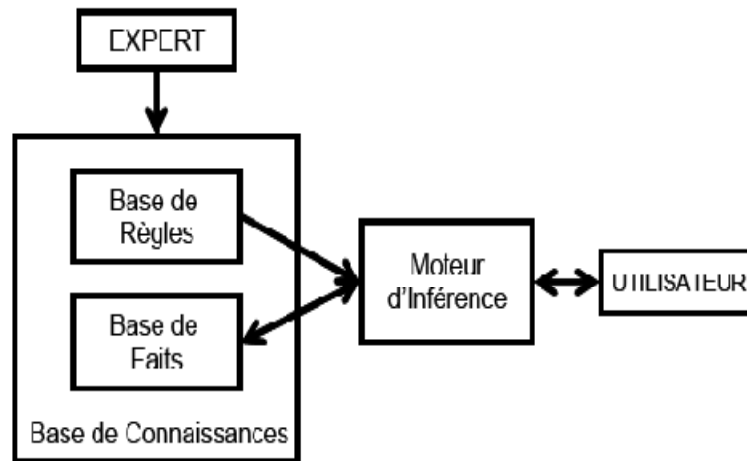 EXPERT
Base de
Règles
Base de
Faits
Base de Connaissances
Moteur
d'Inférence
UTILISATEUR